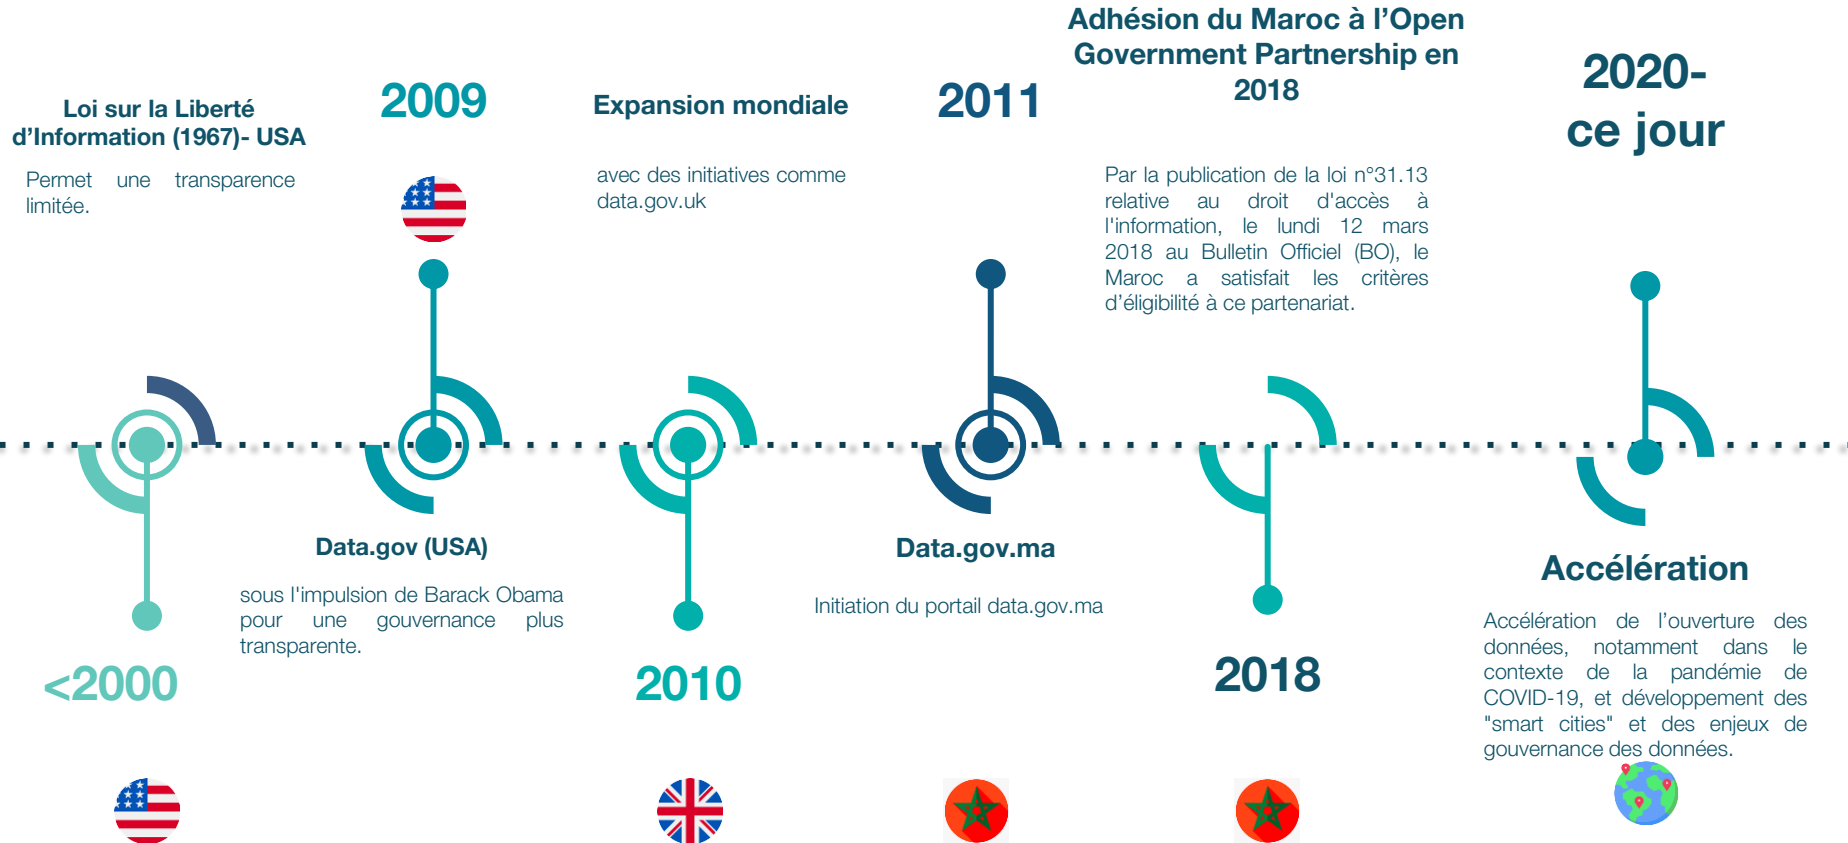 Loi sur la Liberté
d'Information (1967)- USA
Permet une transparence
limitée.
<2000
2009
Data.gov (USA)
sous l'impulsion de Barack Obama
pour une gouvernance plus
transparente.
Expansion mondiale
avec des initiatives comme
data.gov.uk
2010
2011
Data.gov.ma
Initiation du portail data.gov.ma
Adhésion du Maroc à l'Open
Government Partnership en
2018
Par la publication de la loi n°31.13
relative au droit d'accès à
l'information, le lundi 12 mars
2018 au Bulletin Officiel (BO), le
Maroc a satisfait les critères
d'éligibilité à ce partenariat.
2018
2020-
ce jour
Accélération
Accélération de l'ouverture des
données, notamment dans le
contexte de la pandémie de
COVID-19, et développement des
"smart cities" et des enjeux de
gouvernance des données.